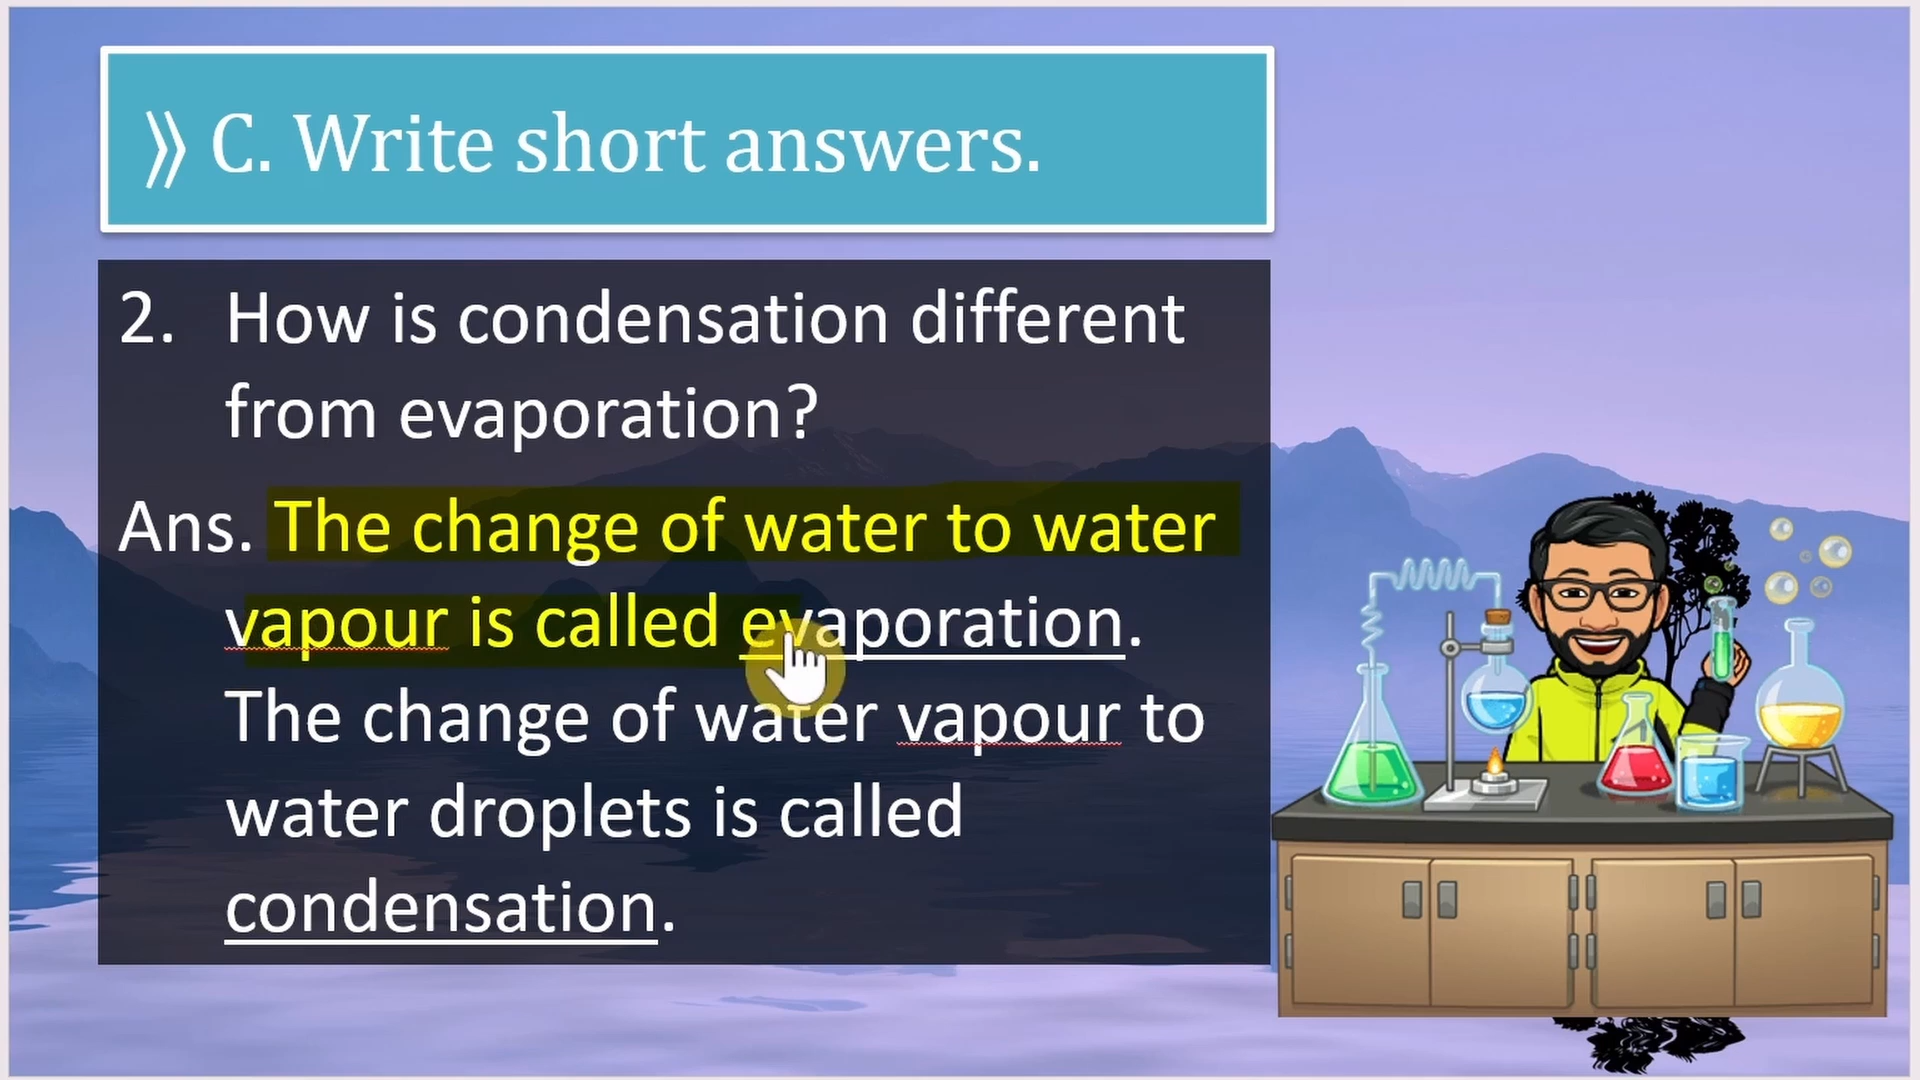 ⟫ C. Write short answers.
2. How is condensation different
from evaporation?
Ans. The change of water to water
vapour is called evaporation.
The change of water vapour to
water droplets is called
condensation.